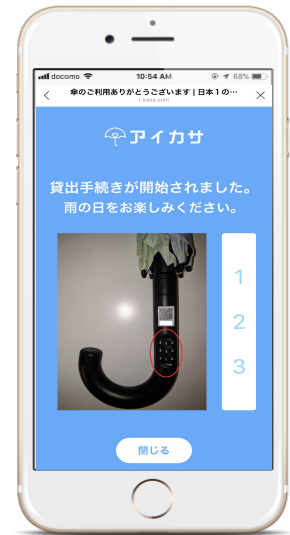 docomo 10:54 AM 68%
傘のご利用ありがとうございます | 日本1の…
i-kasa.com
アイカサ
貸出手続きが開始されました。
雨の日をお楽しみください。
1
2
3
閉じる